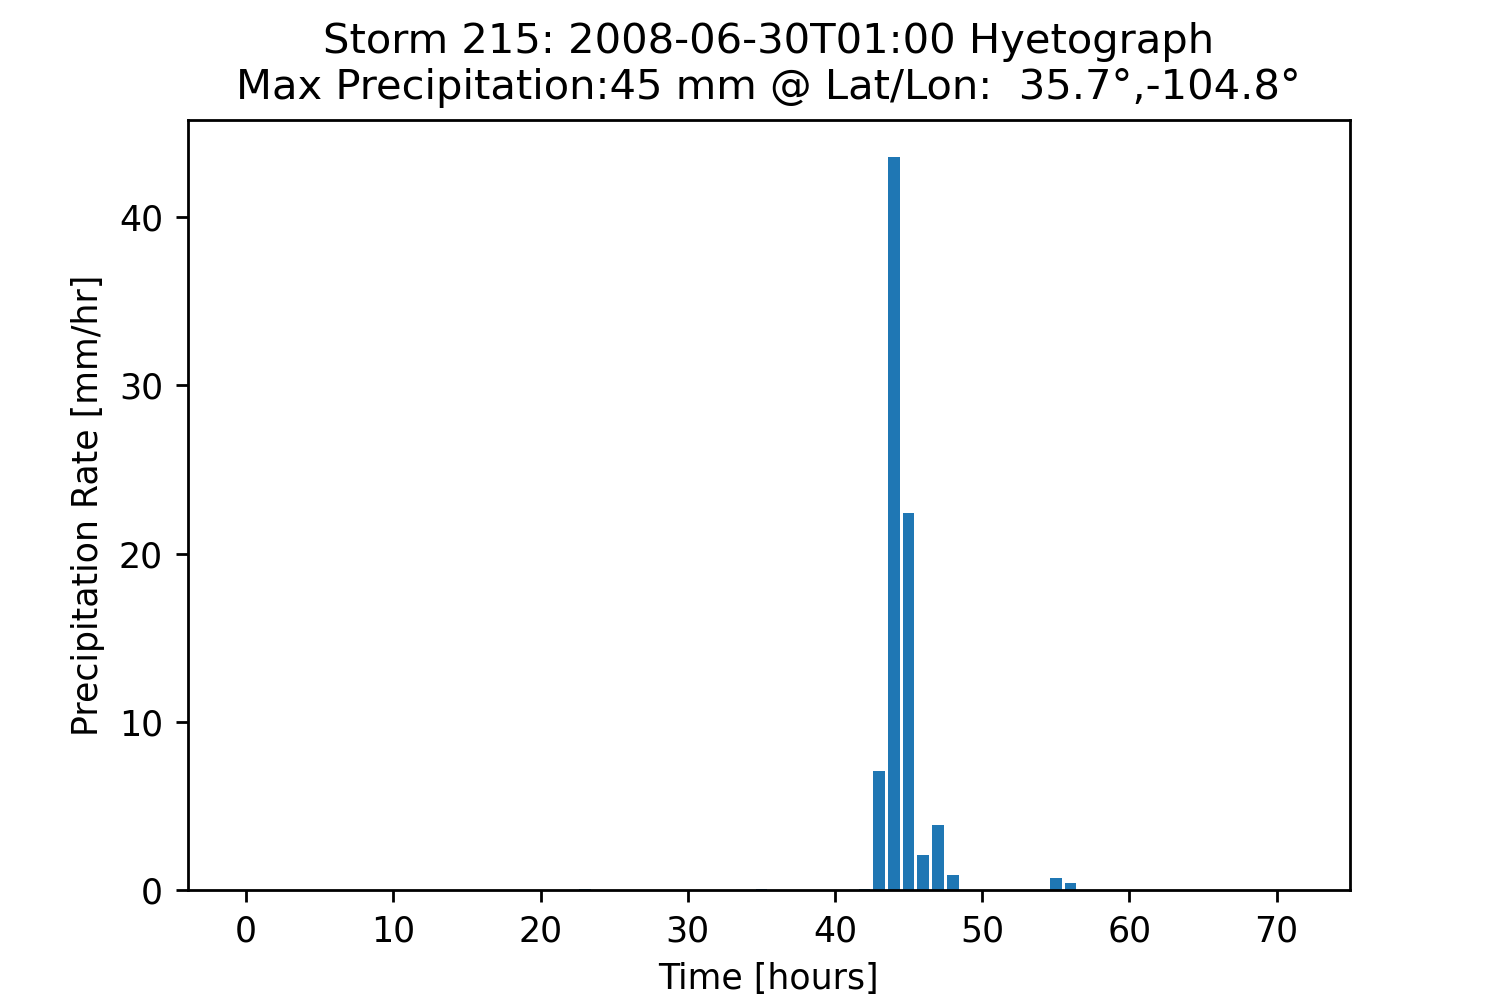 Storm 215: 2008-06-30T01:00 Hyetograph
Max Precipitation:45 mm @ Lat/Lon:  35.7°,-104.8°
Precipitation Rate [mm/hr]
40
30
20
10
0
0 10 20 30 40 50 60 70
Time [hours]